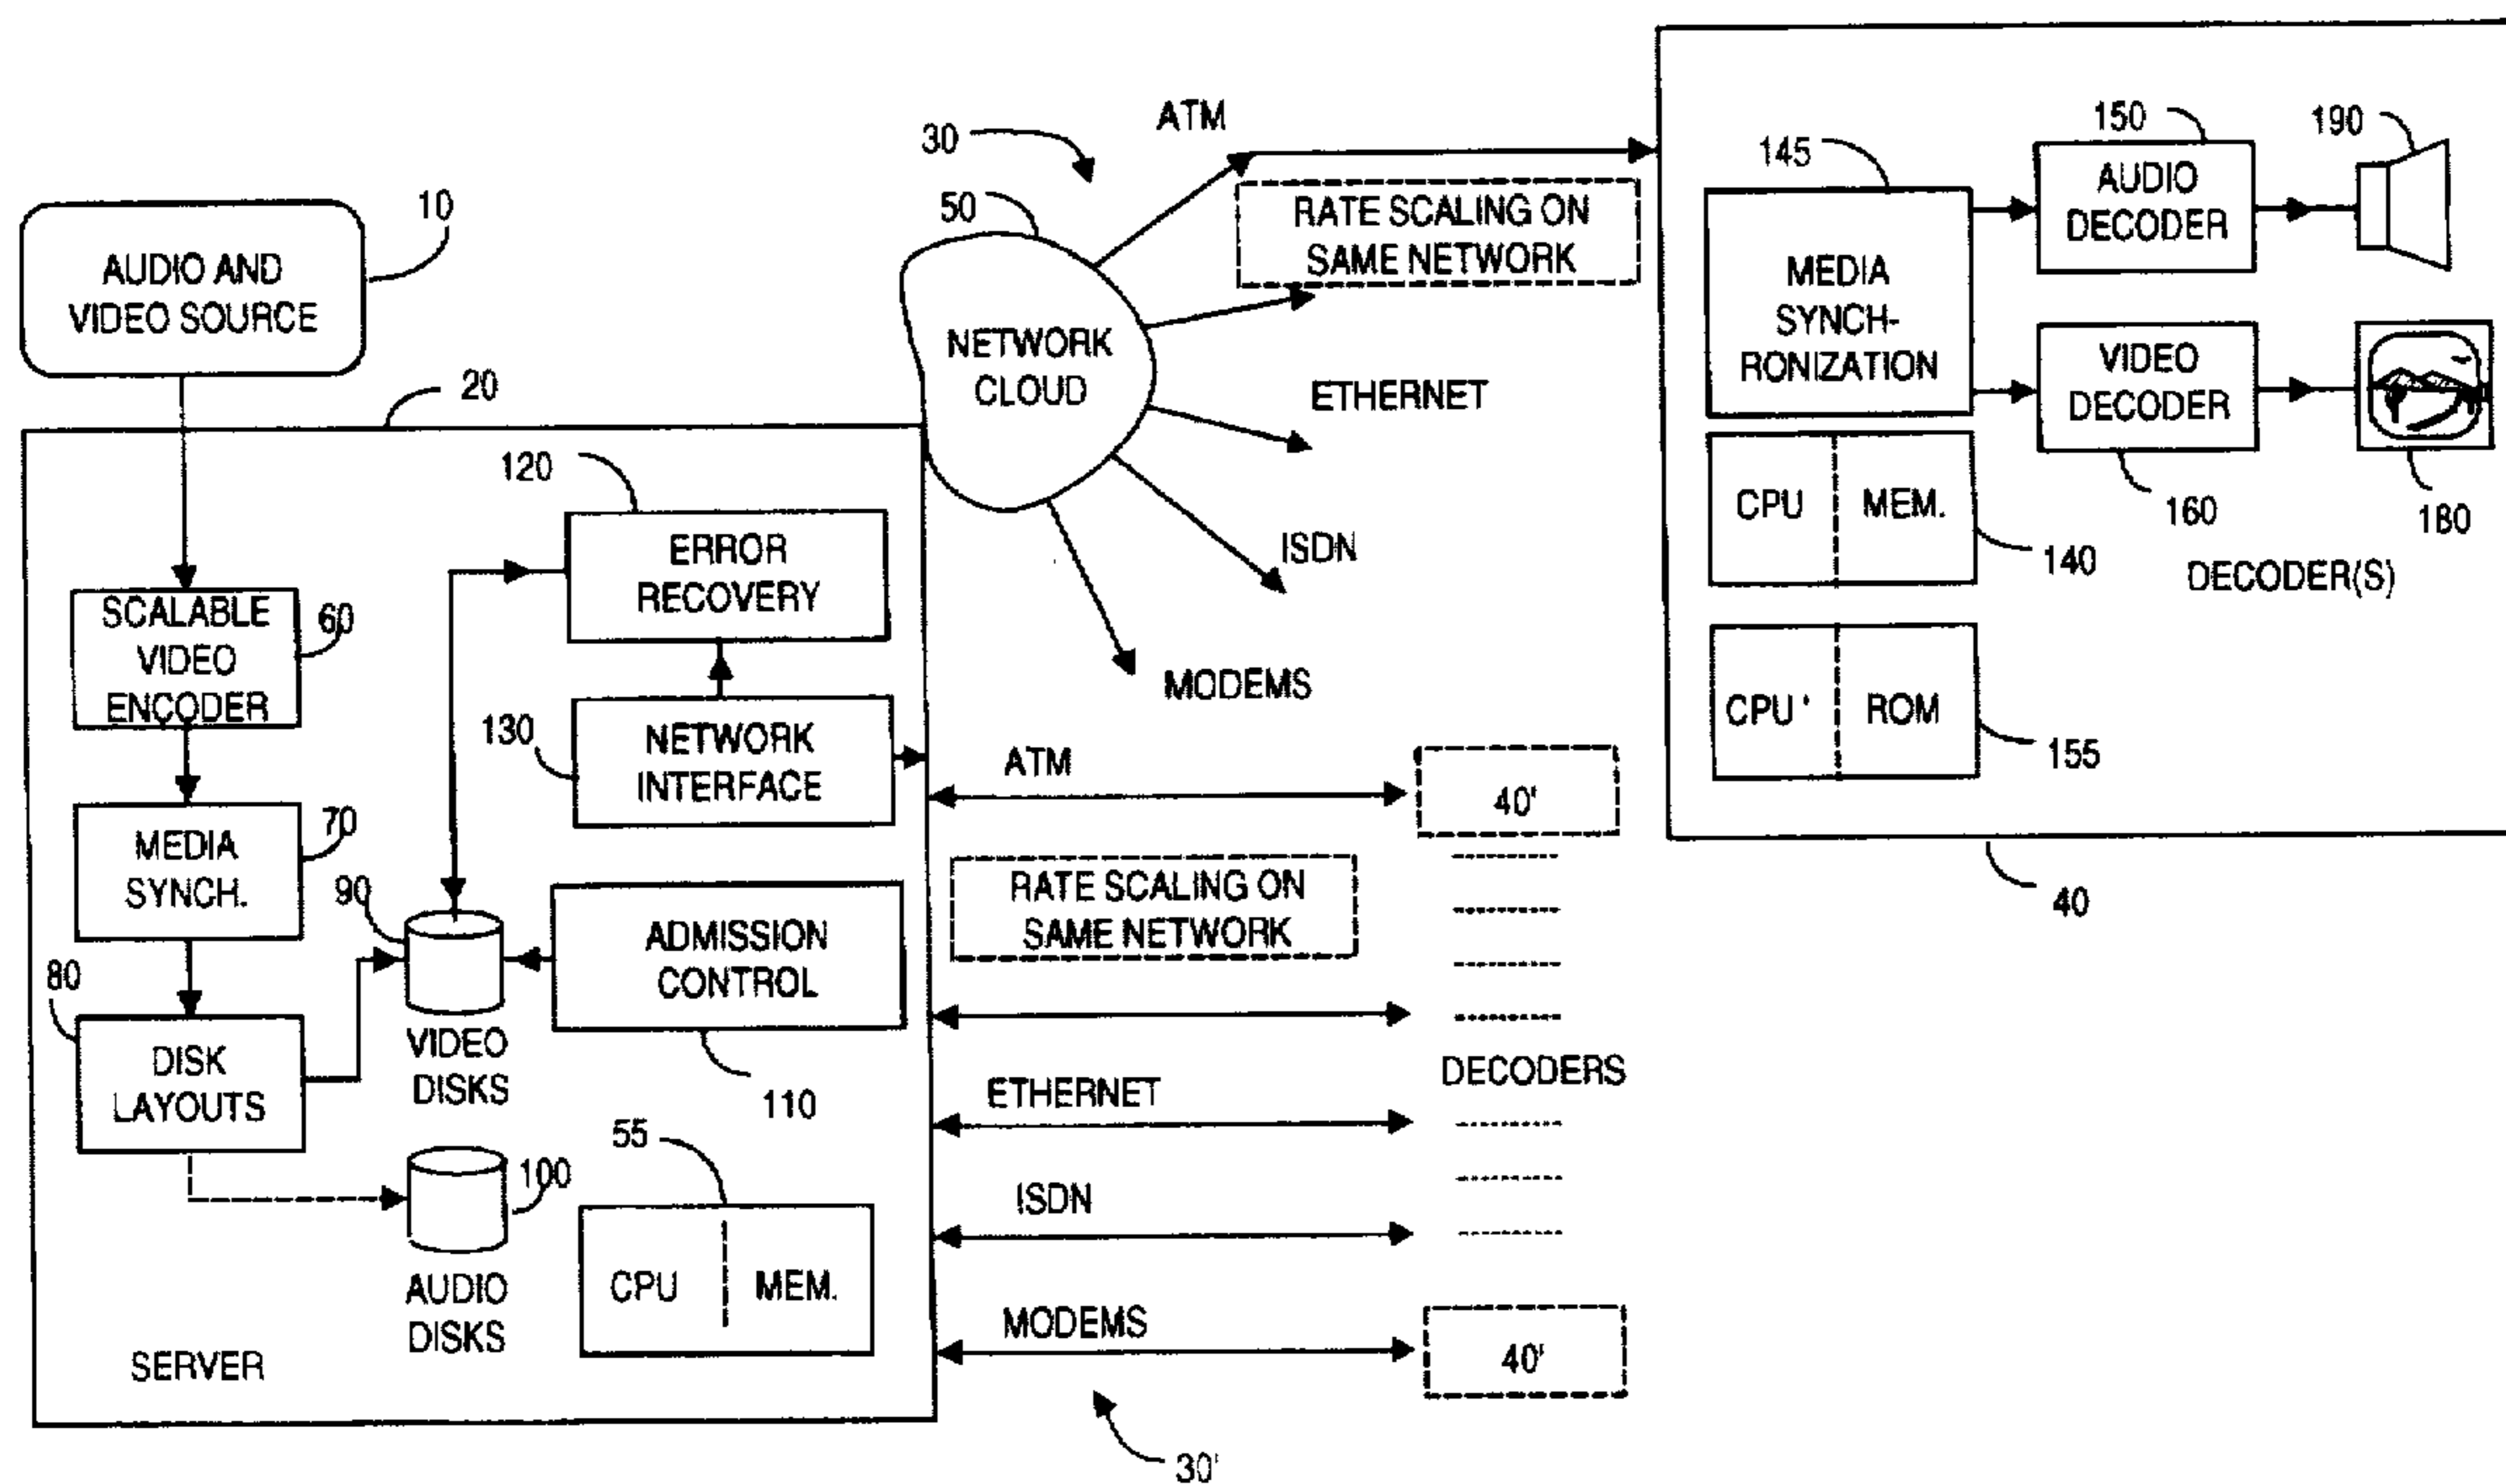 10
AUDIO AND
VIDEO SOURCE
20
SCALABLE
VIDEO
ENCODER
60
MEDIA
SYNCH.
70
80
DISK
LAYOUTS
90
VIDEO
DISKS
100
AUDIO
DISKS
SERVER
120
ERROR
RECOVERY
130
NETWORK
INTERFACE
ADMISSION
CONTROL
110
55
CPU
MEM.
30
ATM
50
NETWORK
CLOUD
RATE SCALING ON
SAME NETWORK
ETHERNET
ISDN
MODEMS
ATM
40'
RATE SCALING ON
SAME NETWORK
DECODERS
ETHERNET
ISDN
MODEMS
40'
30'
145
MEDIA
SYNCH-
RONIZATION
150
AUDIO
DECODER
190
VIDEO
DECODER
160
180
CPU
MEM.
140
DECODER(S)
CPU'
ROM
155
40